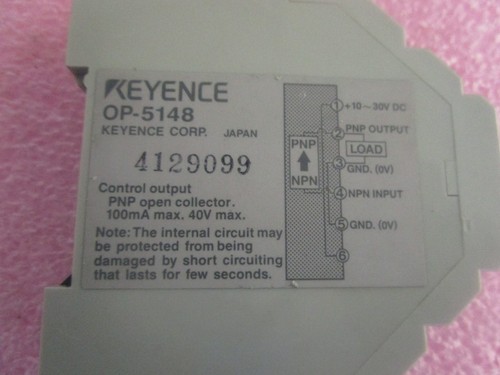 KEYENCE
OP-5148
KEYENCE CORP. JAPAN
4129099
Control output
PNP open collector.
100mA max. 40V max.
Note: The internal circuit may
be protected from being
damaged by short circuiting
that lasts for few seconds.
PNP
NPN
① +10~30V DC
② PNP OUTPUT
LOAD
③ GND. (0V)
④ NPN INPUT
⑤ GND. (0V)
⑥